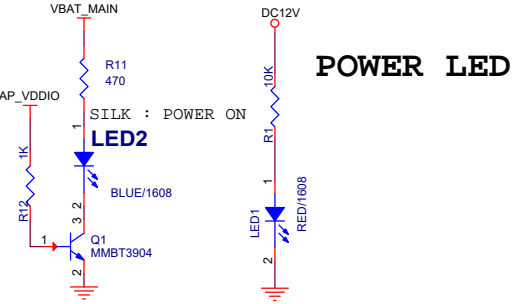 VBAT_MAIN
DC12V
R11
470
10K
POWER LED
AP_VDDIO
SILK : POWER ON
1
LED2
R1
1K
BLUE/1608
1
R12
2
3
LED1
RED/1608
1
Q1
MMBT3904
2
2